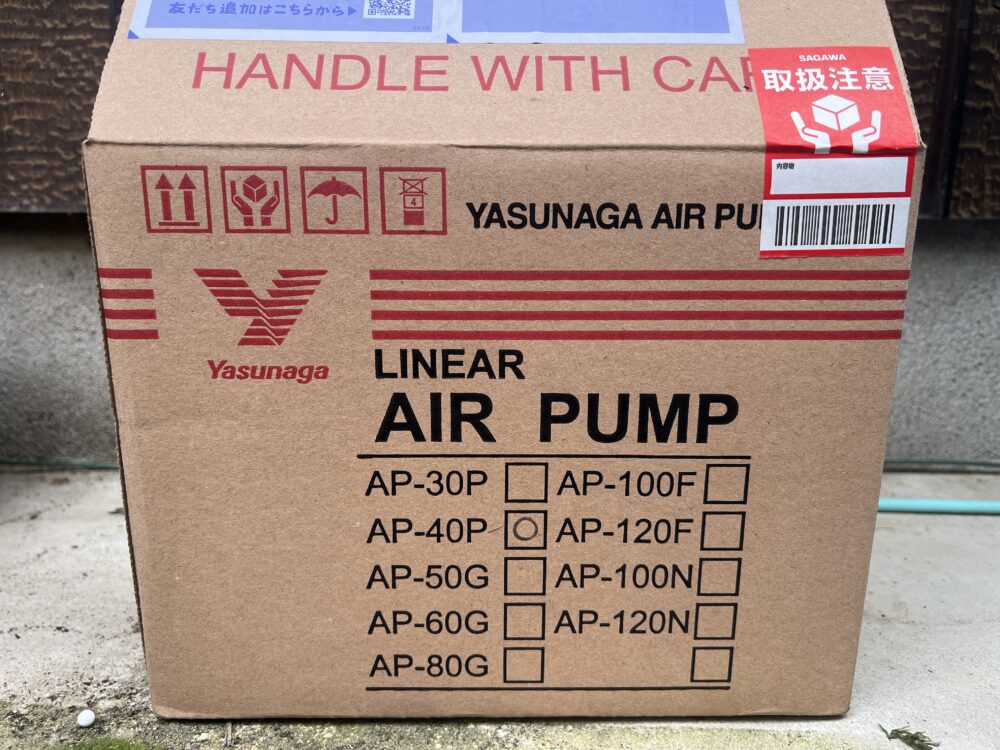 友だち追加はこちらから▶
HANDLE WITH CA
SAGAWA
取扱注意
内容物
4
YASUNAGA AIR PU
Yasunaga
LINEAR
AIR PUMP
AP-30P AP-100F
AP-40P ○ AP-120F
AP-50G AP-100N
AP-60G AP-120N
AP-80G